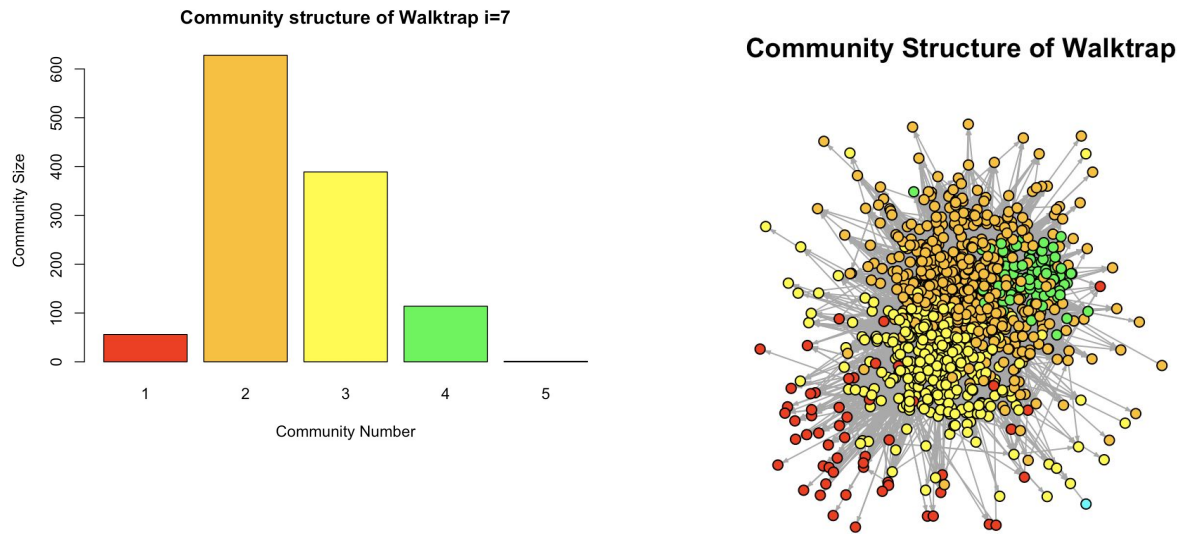 Community structure of Walktrap i=7
Community Size
600
500
400
300
200
100
0
1 2 3 4 5
Community Number
Community Structure of Walktrap